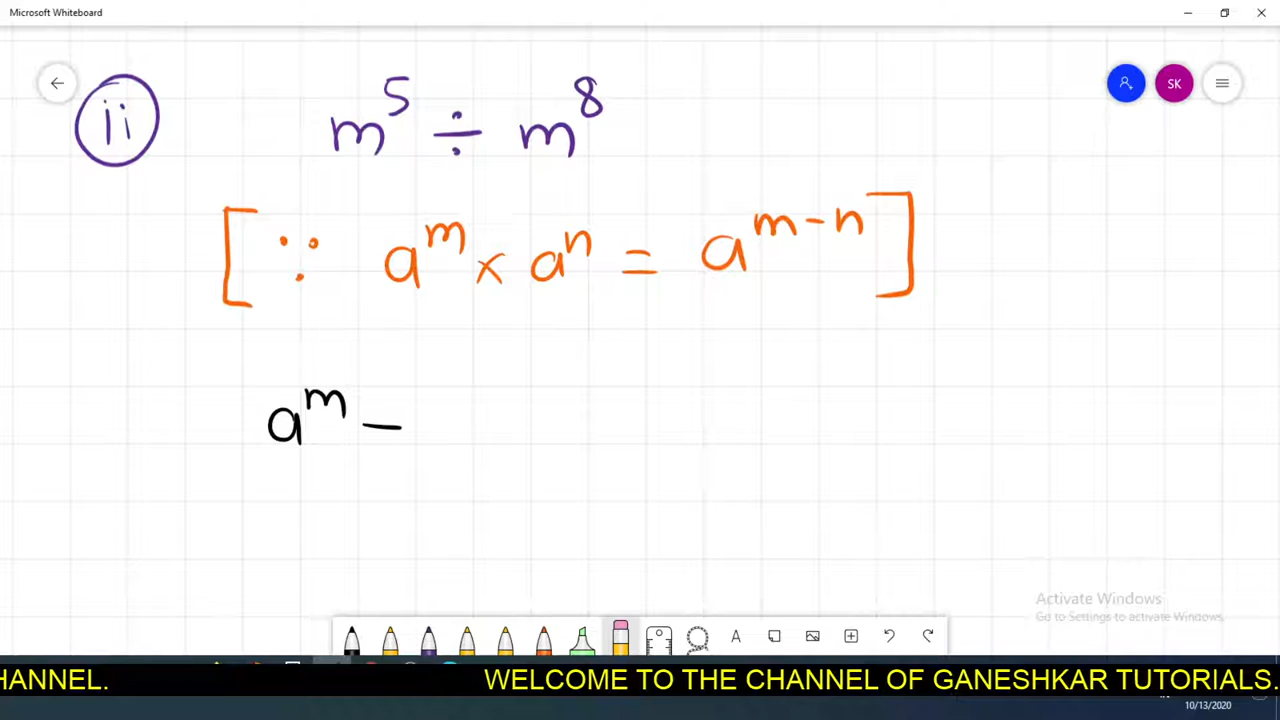 Microsoft Whiteboard
ii m⁵ ÷ m⁸
SK
[∵ aᵐ × aⁿ = aᵐ⁻ⁿ]
aᵐ −
Activate Windows
Go to Settings to activate Windows.
A
HANNEL. WELCOME TO THE CHANNEL OF GANESHKAR TUTORIALS.
10/13/2020